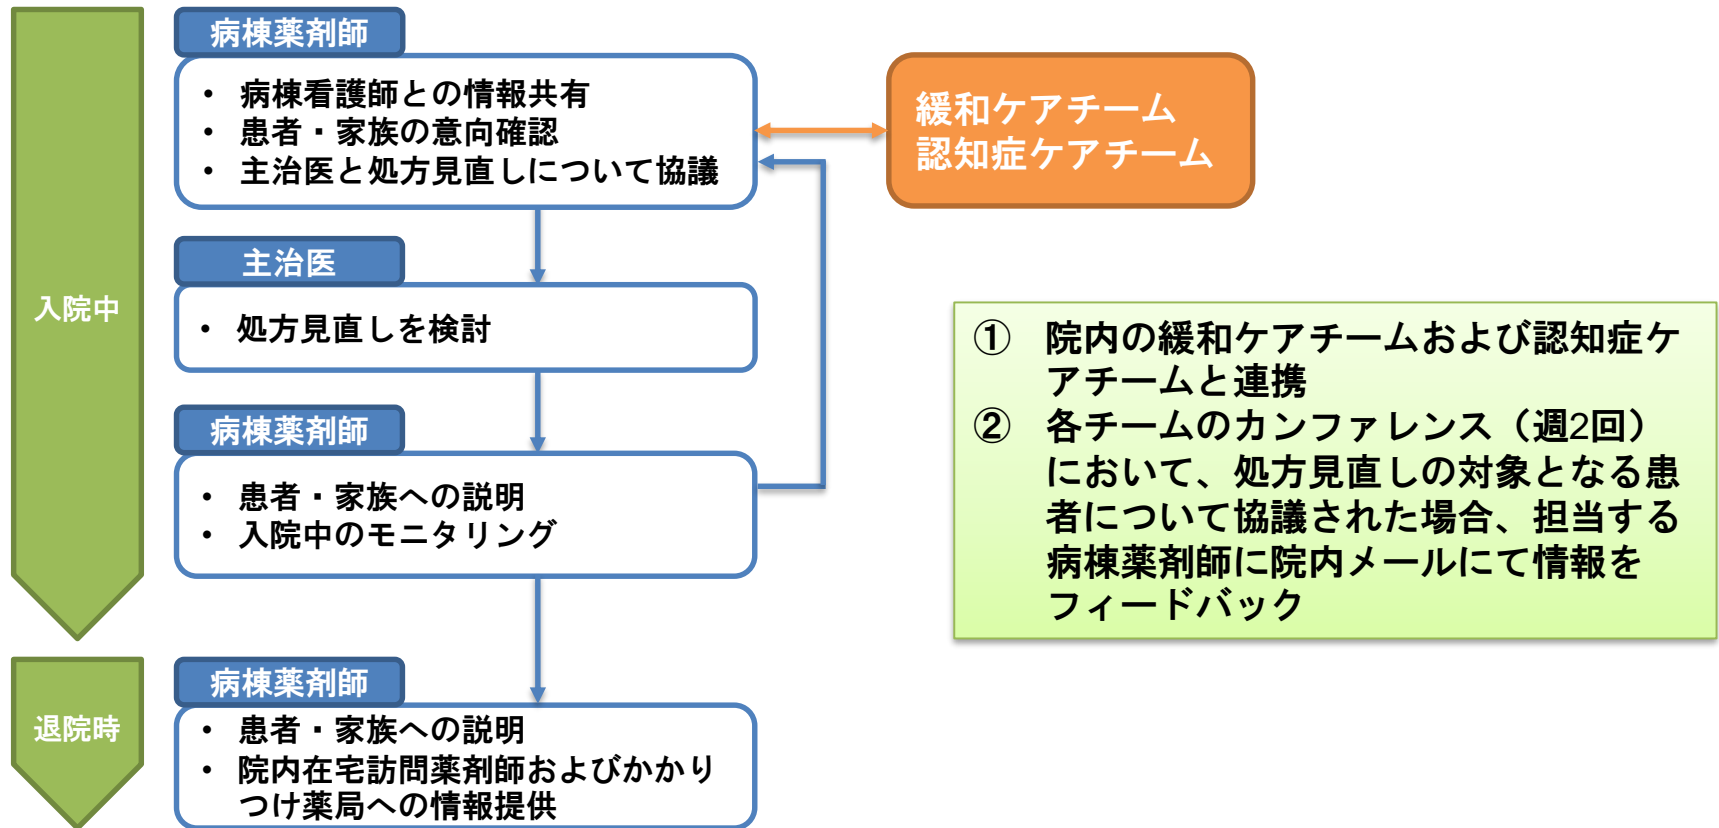 病棟薬剤師
・ 病棟看護師との情報共有
・ 患者・家族の意向確認
・ 主治医と処方見直しについて協議
緩和ケアチーム
認知症ケアチーム
入院中
主治医
・ 処方見直しを検討
病棟薬剤師
・ 患者・家族への説明
・ 入院中のモニタリング
① 院内の緩和ケアチームおよび認知症ケ
アチームと連携
② 各チームのカンファレンス（週2回）
において、処方見直しの対象となる患
者について協議された場合、担当する
病棟薬剤師に院内メールにて情報を
フィードバック
退院時
病棟薬剤師
・ 患者・家族への説明
・ 院内在宅訪問薬剤師およびかかり
つけ薬局への情報提供